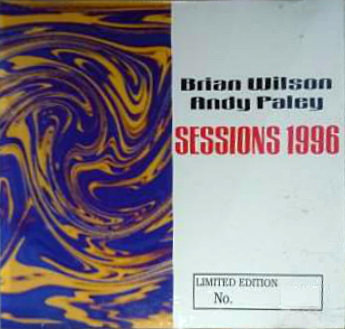 Brian Wilson
Andy Paley
SESSIONS 1996
LIMITED EDITION
No.